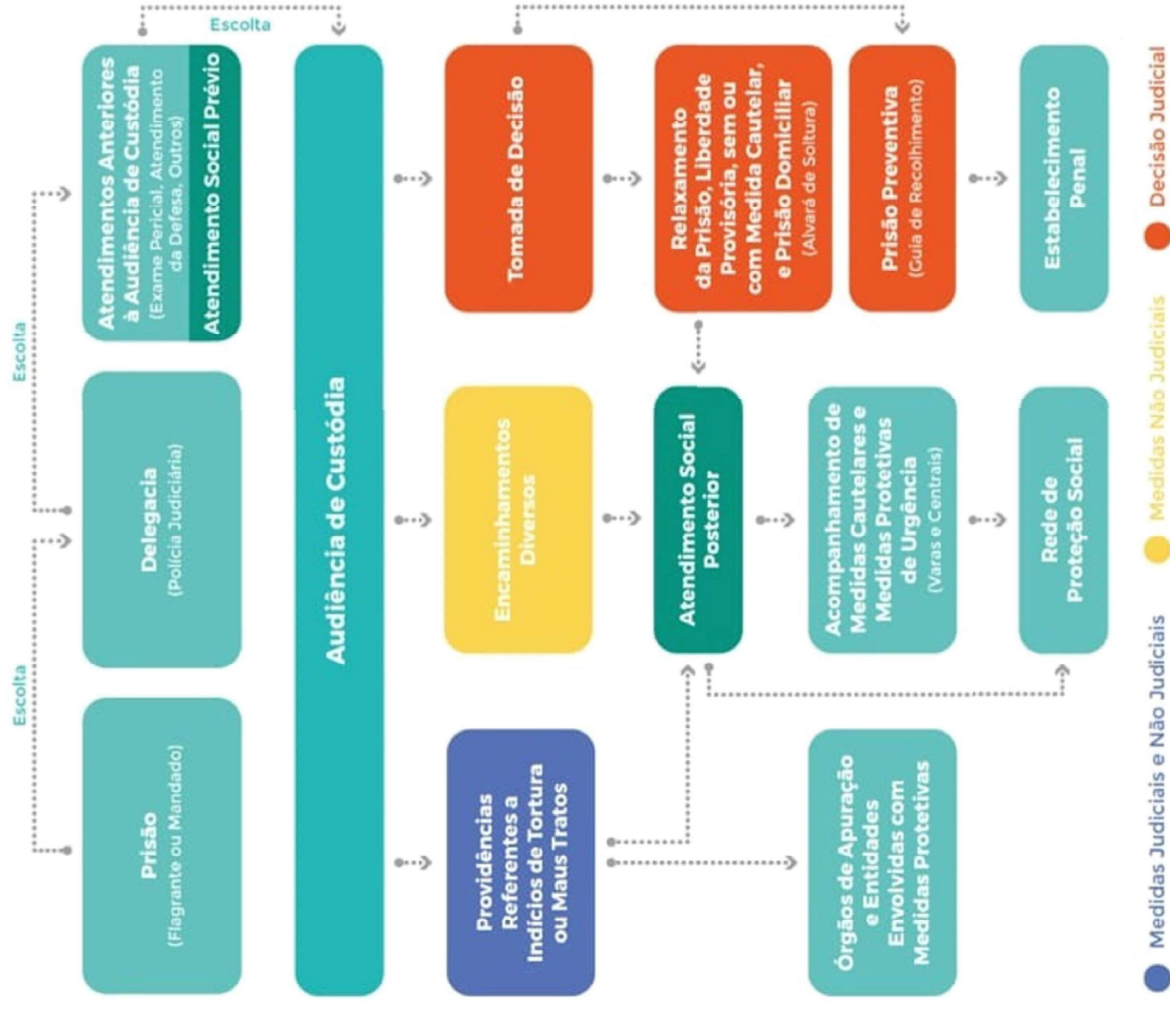 Escolta
Escolta
Prisão
(Flagrante ou Mandado)
Delegacia
(Polícia Judiciária)
Atendimentos Anteriores
à Audiência de Custódia
(Exame Pericial, Atendimento
da Defesa, Outros)
Atendimento Social Prévio
Escolta
Audiência de Custódia
Providências
Referentes a
Indícios de Tortura
ou Maus Tratos
Encaminhamentos
Diversos
Tomada de Decisão
Atendimento Social
Posterior
Relaxamento
da Prisão, Liberdade
Provisória, sem ou
com Medida Cautelar,
e Prisão Domiciliar
(Alvará de Soltura)
Órgãos de Apuração
e Entidades
Envolvidas com
Medidas Protetivas
Acompanhamento de
Medidas Cautelares e
Medidas Protetivas
de Urgência
(Varas e Centrais)
Prisão Preventiva
(Guia de Recolhimento)
Rede de
Proteção Social
Estabelecimento
Penal
Medidas Judiciais e Não Judiciais
Medidas Não Judiciais
Decisão Judicial